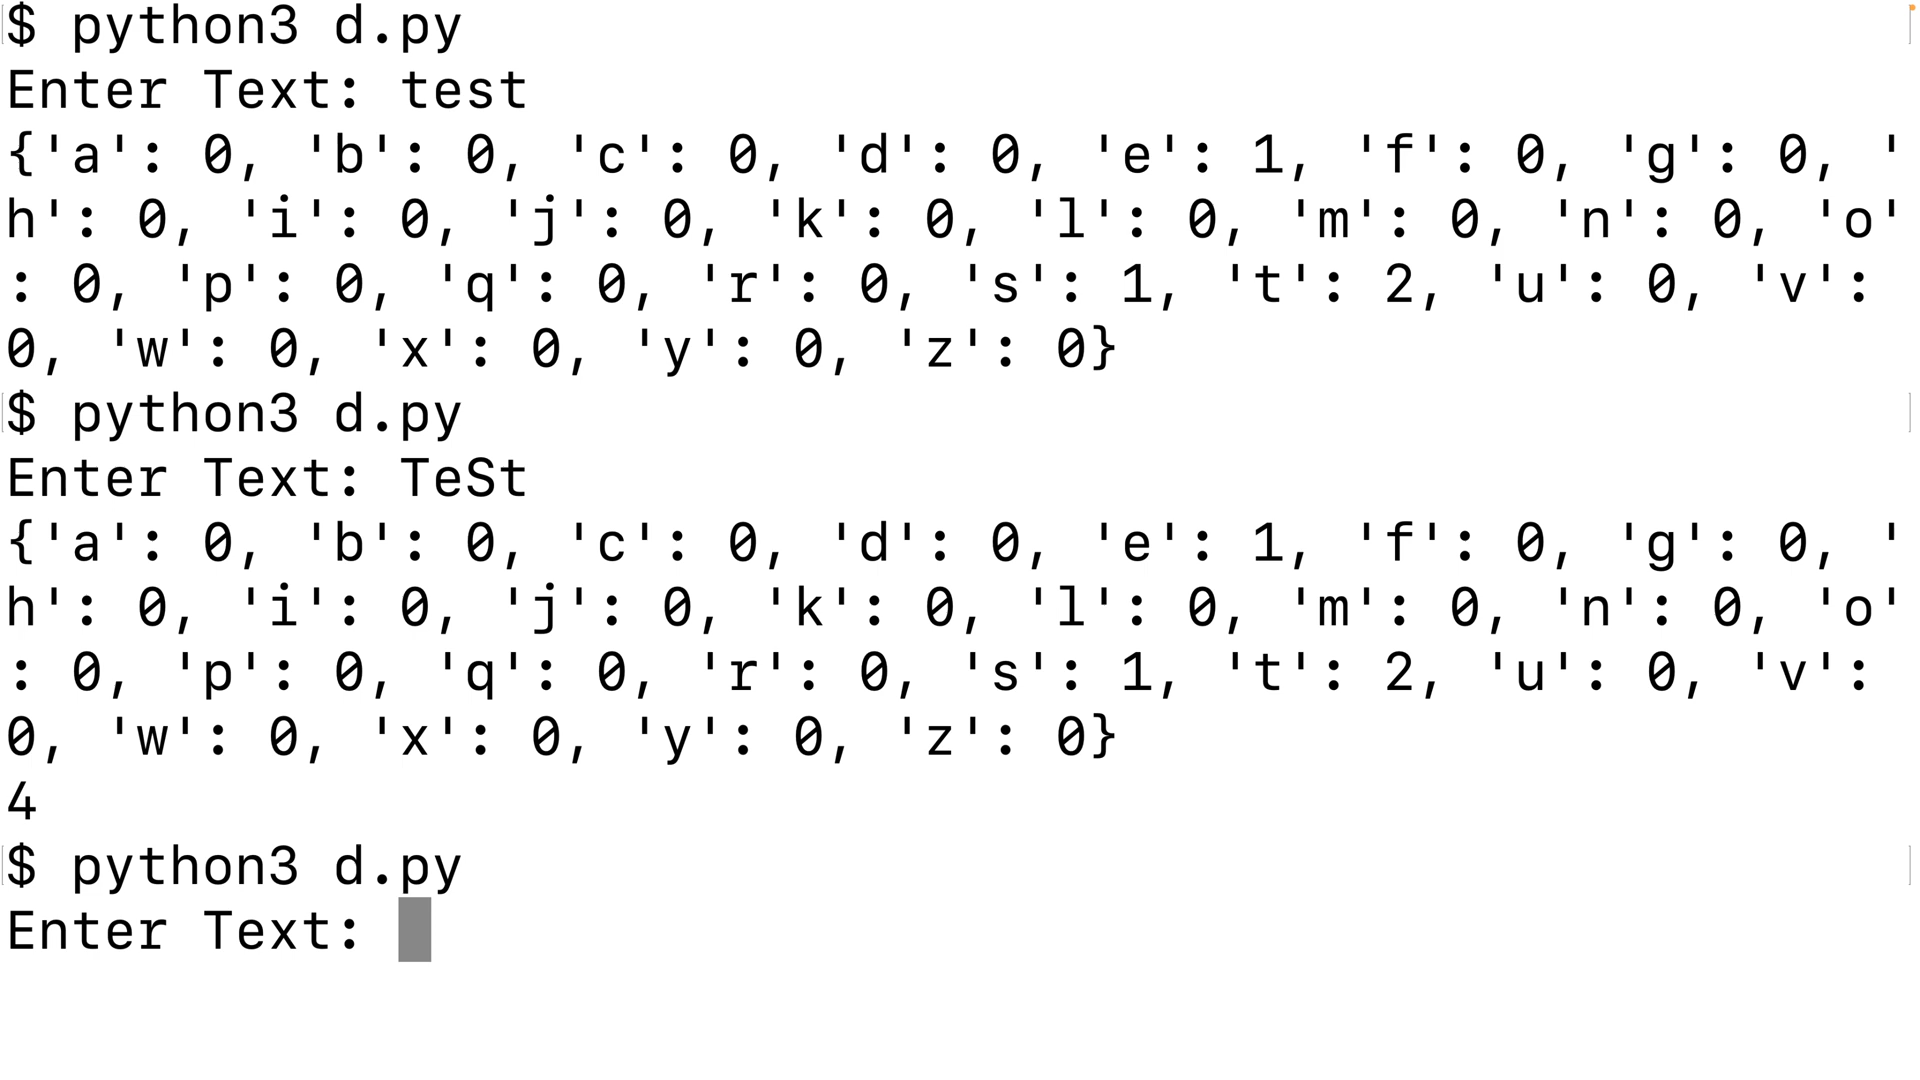 $ python3 d.py
Enter Text: test
{'a': 0, 'b': 0, 'c': 0, 'd': 0, 'e': 1, 'f': 0, 'g': 0, '
h': 0, 'i': 0, 'j': 0, 'k': 0, 'l': 0, 'm': 0, 'n': 0, 'o'
: 0, 'p': 0, 'q': 0, 'r': 0, 's': 1, 't': 2, 'u': 0, 'v':
0, 'w': 0, 'x': 0, 'y': 0, 'z': 0}
$ python3 d.py
Enter Text: TeSt
{'a': 0, 'b': 0, 'c': 0, 'd': 0, 'e': 1, 'f': 0, 'g': 0, '
h': 0, 'i': 0, 'j': 0, 'k': 0, 'l': 0, 'm': 0, 'n': 0, 'o'
: 0, 'p': 0, 'q': 0, 'r': 0, 's': 1, 't': 2, 'u': 0, 'v':
0, 'w': 0, 'x': 0, 'y': 0, 'z': 0}
4
$ python3 d.py
Enter Text: